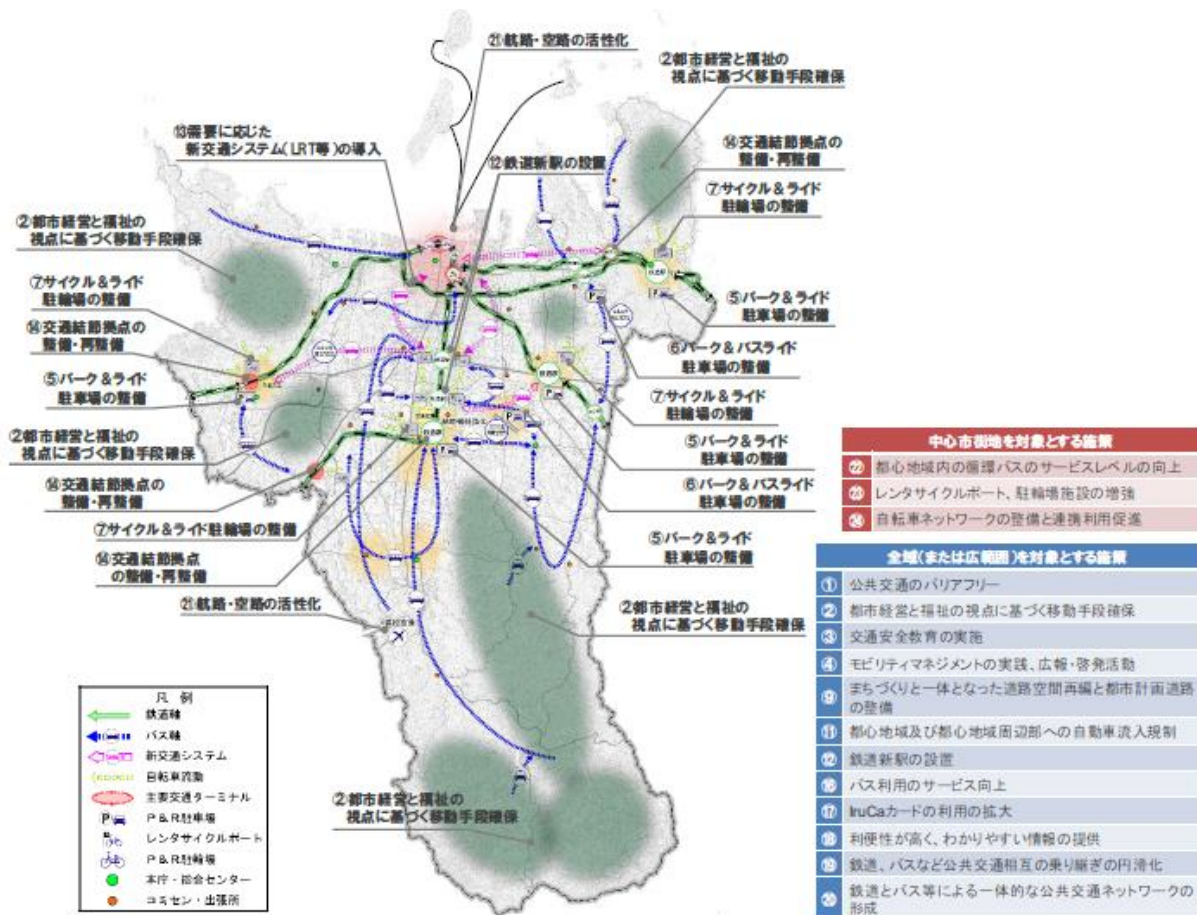 ㉑航路・空路の活性化
②都市経営と福祉の
視点に基づく移動手段確保
⑬需要に応じた
新交通システム(LRT等)の導入
⑫鉄道新駅の設置
⑭交通結節拠点の
整備・再整備
⑦サイクル&ライド
駐輪場の整備
②都市経営と福祉の
視点に基づく移動手段確保
⑦サイクル&ライド
駐輪場の整備
⑭交通結節拠点の
整備・再整備
⑤パーク&ライド
駐車場の整備
②都市経営と福祉の
視点に基づく移動手段確保
⑭交通結節拠点の
整備・再整備
⑦サイクル&ライド駐輪場の整備
⑭交通結節拠点
の整備・再整備
㉑航路・空路の活性化
⑤パーク&ライド
駐車場の整備
⑥パーク&バスライド
駐車場の整備
⑦サイクル&ライド
駐輪場の整備
⑤パーク&ライド
駐車場の整備
⑥パーク&バスライド
駐車場の整備
⑤パーク&ライド
駐車場の整備
②都市経営と福祉の
視点に基づく移動手段確保
②都市経営と福祉の
視点に基づく移動手段確保
凡 例
鉄道軸
バス軸
新交通システム
自転車流動
主要交通ターミナル
P&R駐車場
レンタサイクルポート
P&R駐輪場
本庁・総合センター
コミセン・出張所
中心市街地を対象とする施策
㉒ 都心地域内の循環バスのサービスレベルの向上
㉓ レンタサイクルポート、駐輪場施設の増強
㉔ 自転車ネットワークの整備と連携利用促進
全域(または広範囲)を対象とする施策
① 公共交通のバリアフリー
② 都市経営と福祉の視点に基づく移動手段確保
③ 交通安全教育の実施
④ モビリティマネジメントの実践、広報・啓発活動
⑨ まちづくりと一体となった道路空間再編と都市計画道路
の整備
⑪ 都心地域及び都心地域周辺部への自動車流入規制
⑫ 鉄道新駅の設置
⑯ バス利用のサービス向上
⑰ IruCaカードの利用の拡大
⑱ 利便性が高く、わかりやすい情報の提供
⑲ 鉄道、バスなど公共交通相互の乗り継ぎの円滑化
⑳ 鉄道とバス等による一体的な公共交通ネットワークの
形成